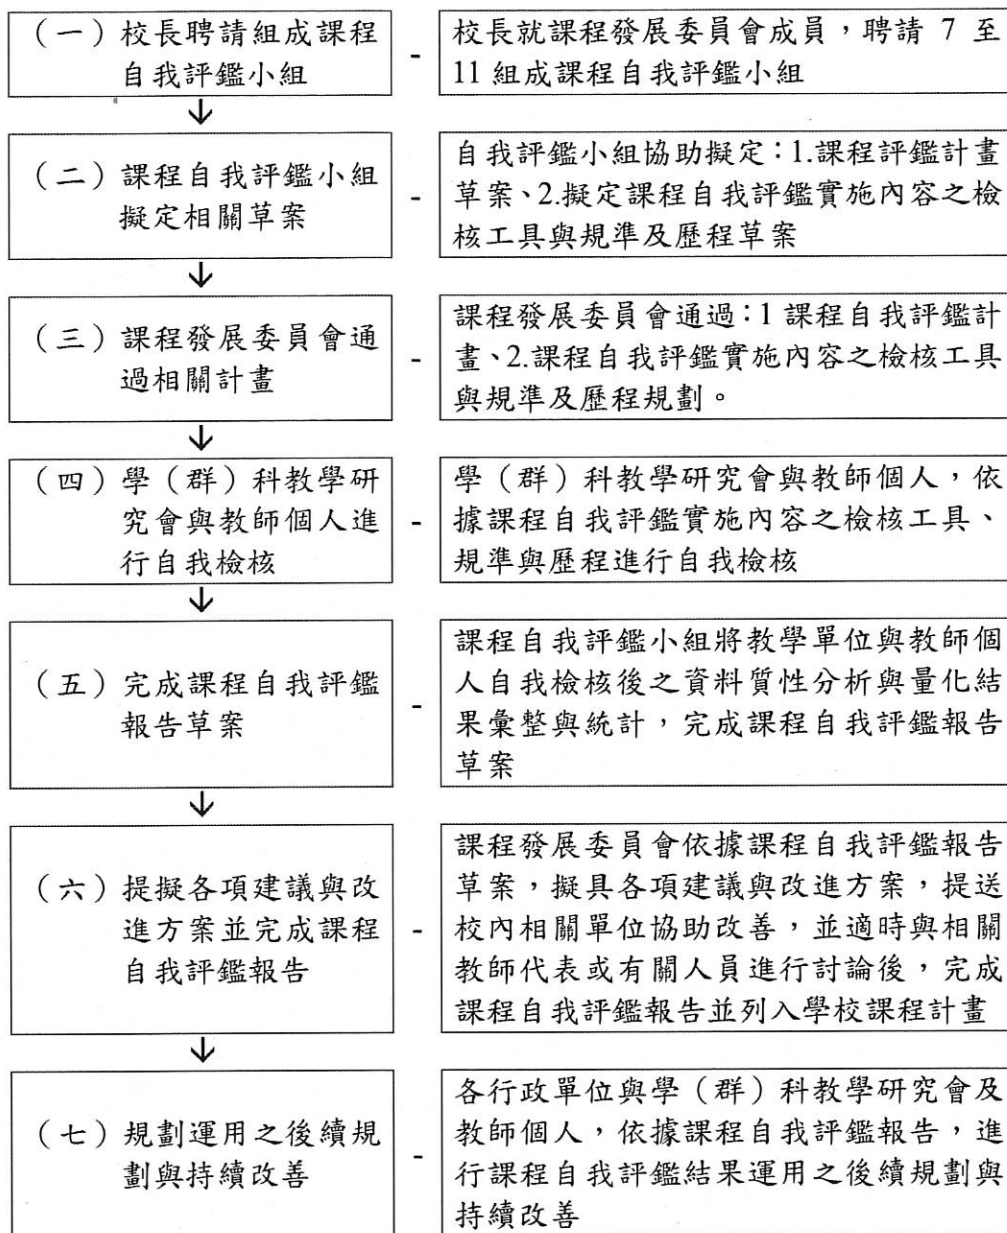 （一）校長聘請組成課程
自我評鑑小組
-
校長就課程發展委員會成員，聘請 7 至
11 組成課程自我評鑑小組
↓
（二）課程自我評鑑小組
擬定相關草案
-
自我評鑑小組協助擬定：1.課程評鑑計畫
草案、2.擬定課程自我評鑑實施內容之檢
核工具與規準及歷程草案
↓
（三）課程發展委員會通
過相關計畫
-
課程發展委員會通過：1 課程自我評鑑計
畫、2.課程自我評鑑實施內容之檢核工具
與規準及歷程規劃。
↓
（四）學（群）科教學研
究會與教師個人進
行自我檢核
-
學（群）科教學研究會與教師個人，依
據課程自我評鑑實施內容之檢核工具、
規準與歷程進行自我檢核
↓
（五）完成課程自我評鑑
報告草案
-
課程自我評鑑小組將教學單位與教師個
人自我檢核後之資料質性分析與量化結
果彙整與統計，完成課程自我評鑑報告
草案
↓
（六）提擬各項建議與改
進方案並完成課程
自我評鑑報告
-
課程發展委員會依據課程自我評鑑報告
草案，擬具各項建議與改進方案，提送
校內相關單位協助改善，並適時與相關
教師代表或有關人員進行討論後，完成
課程自我評鑑報告並列入學校課程計畫
↓
（七）規劃運用之後續規
劃與持續改善
-
各行政單位與學（群）科教學研究會及
教師個人，依據課程自我評鑑報告，進
行課程自我評鑑結果運用之後續規劃與
持續改善